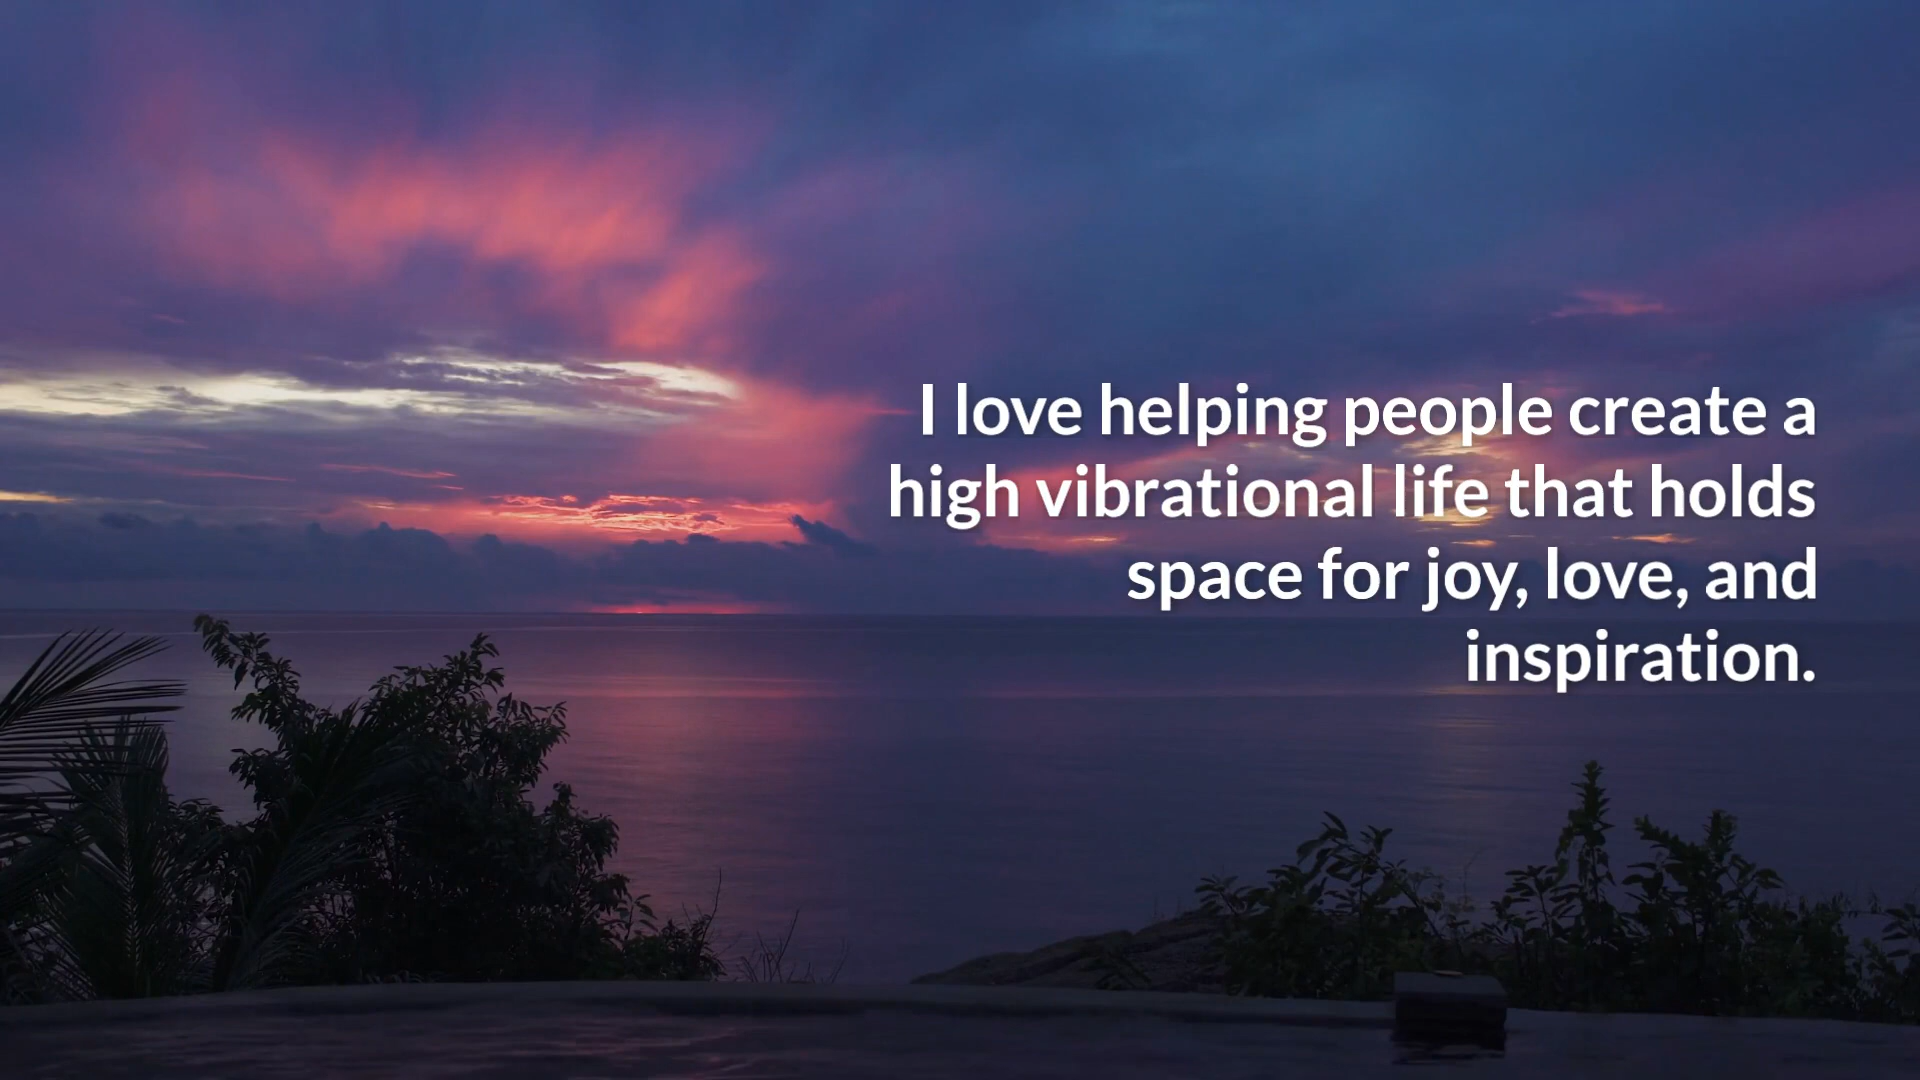 I love helping people create a
high vibrational life that holds
space for joy, love, and
inspiration.